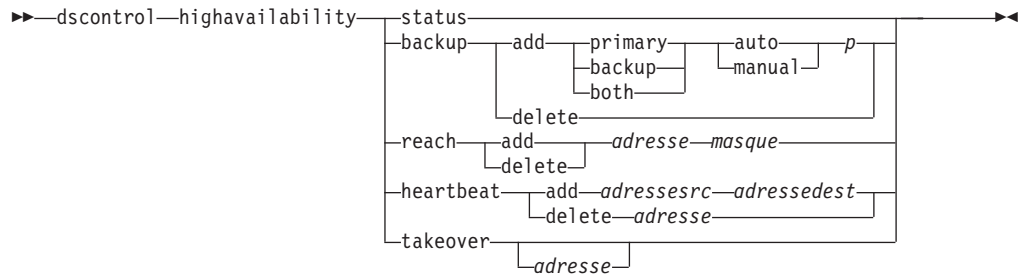 dscontrol highavailability status
backup add primary auto p
backup manual
both
delete
reach add adresse masque
delete
heartbeat add adressesrc adressedest
delete adresse
takeover
adresse